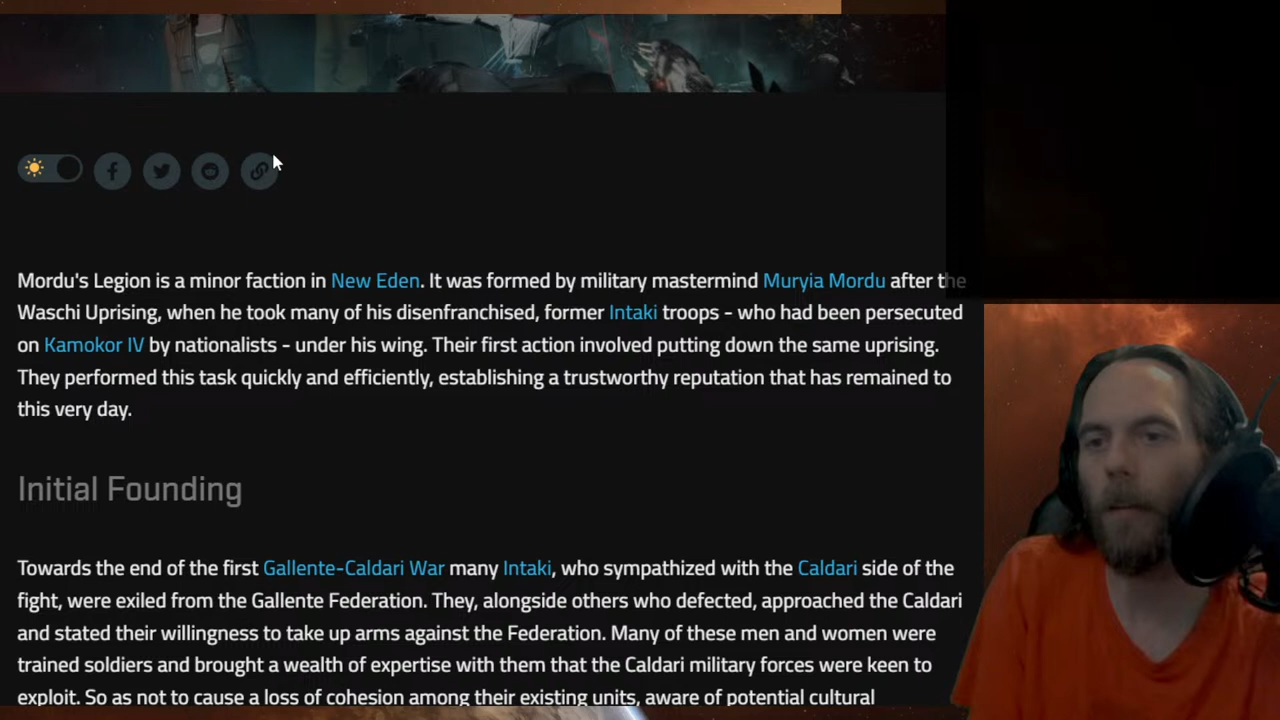 Mordu's Legion is a minor faction in New Eden. It was formed by military mastermind Muryia Mordu after the
Waschi Uprising, when he took many of his disenfranchised, former Intaki troops - who had been persecuted
on Kamokor IV by nationalists - under his wing. Their first action involved putting down the same uprising.
They performed this task quickly and efficiently, establishing a trustworthy reputation that has remained to
this very day.
Initial Founding
Towards the end of the first Gallente-Caldari War many Intaki, who sympathized with the Caldari side of the
fight, were exiled from the Gallente Federation. They, alongside others who defected, approached the Caldari
and stated their willingness to take up arms against the Federation. Many of these men and women were
trained soldiers and brought a wealth of expertise with them that the Caldari military forces were keen to
exploit. So as not to cause a loss of cohesion among their existing units, aware of potential cultural